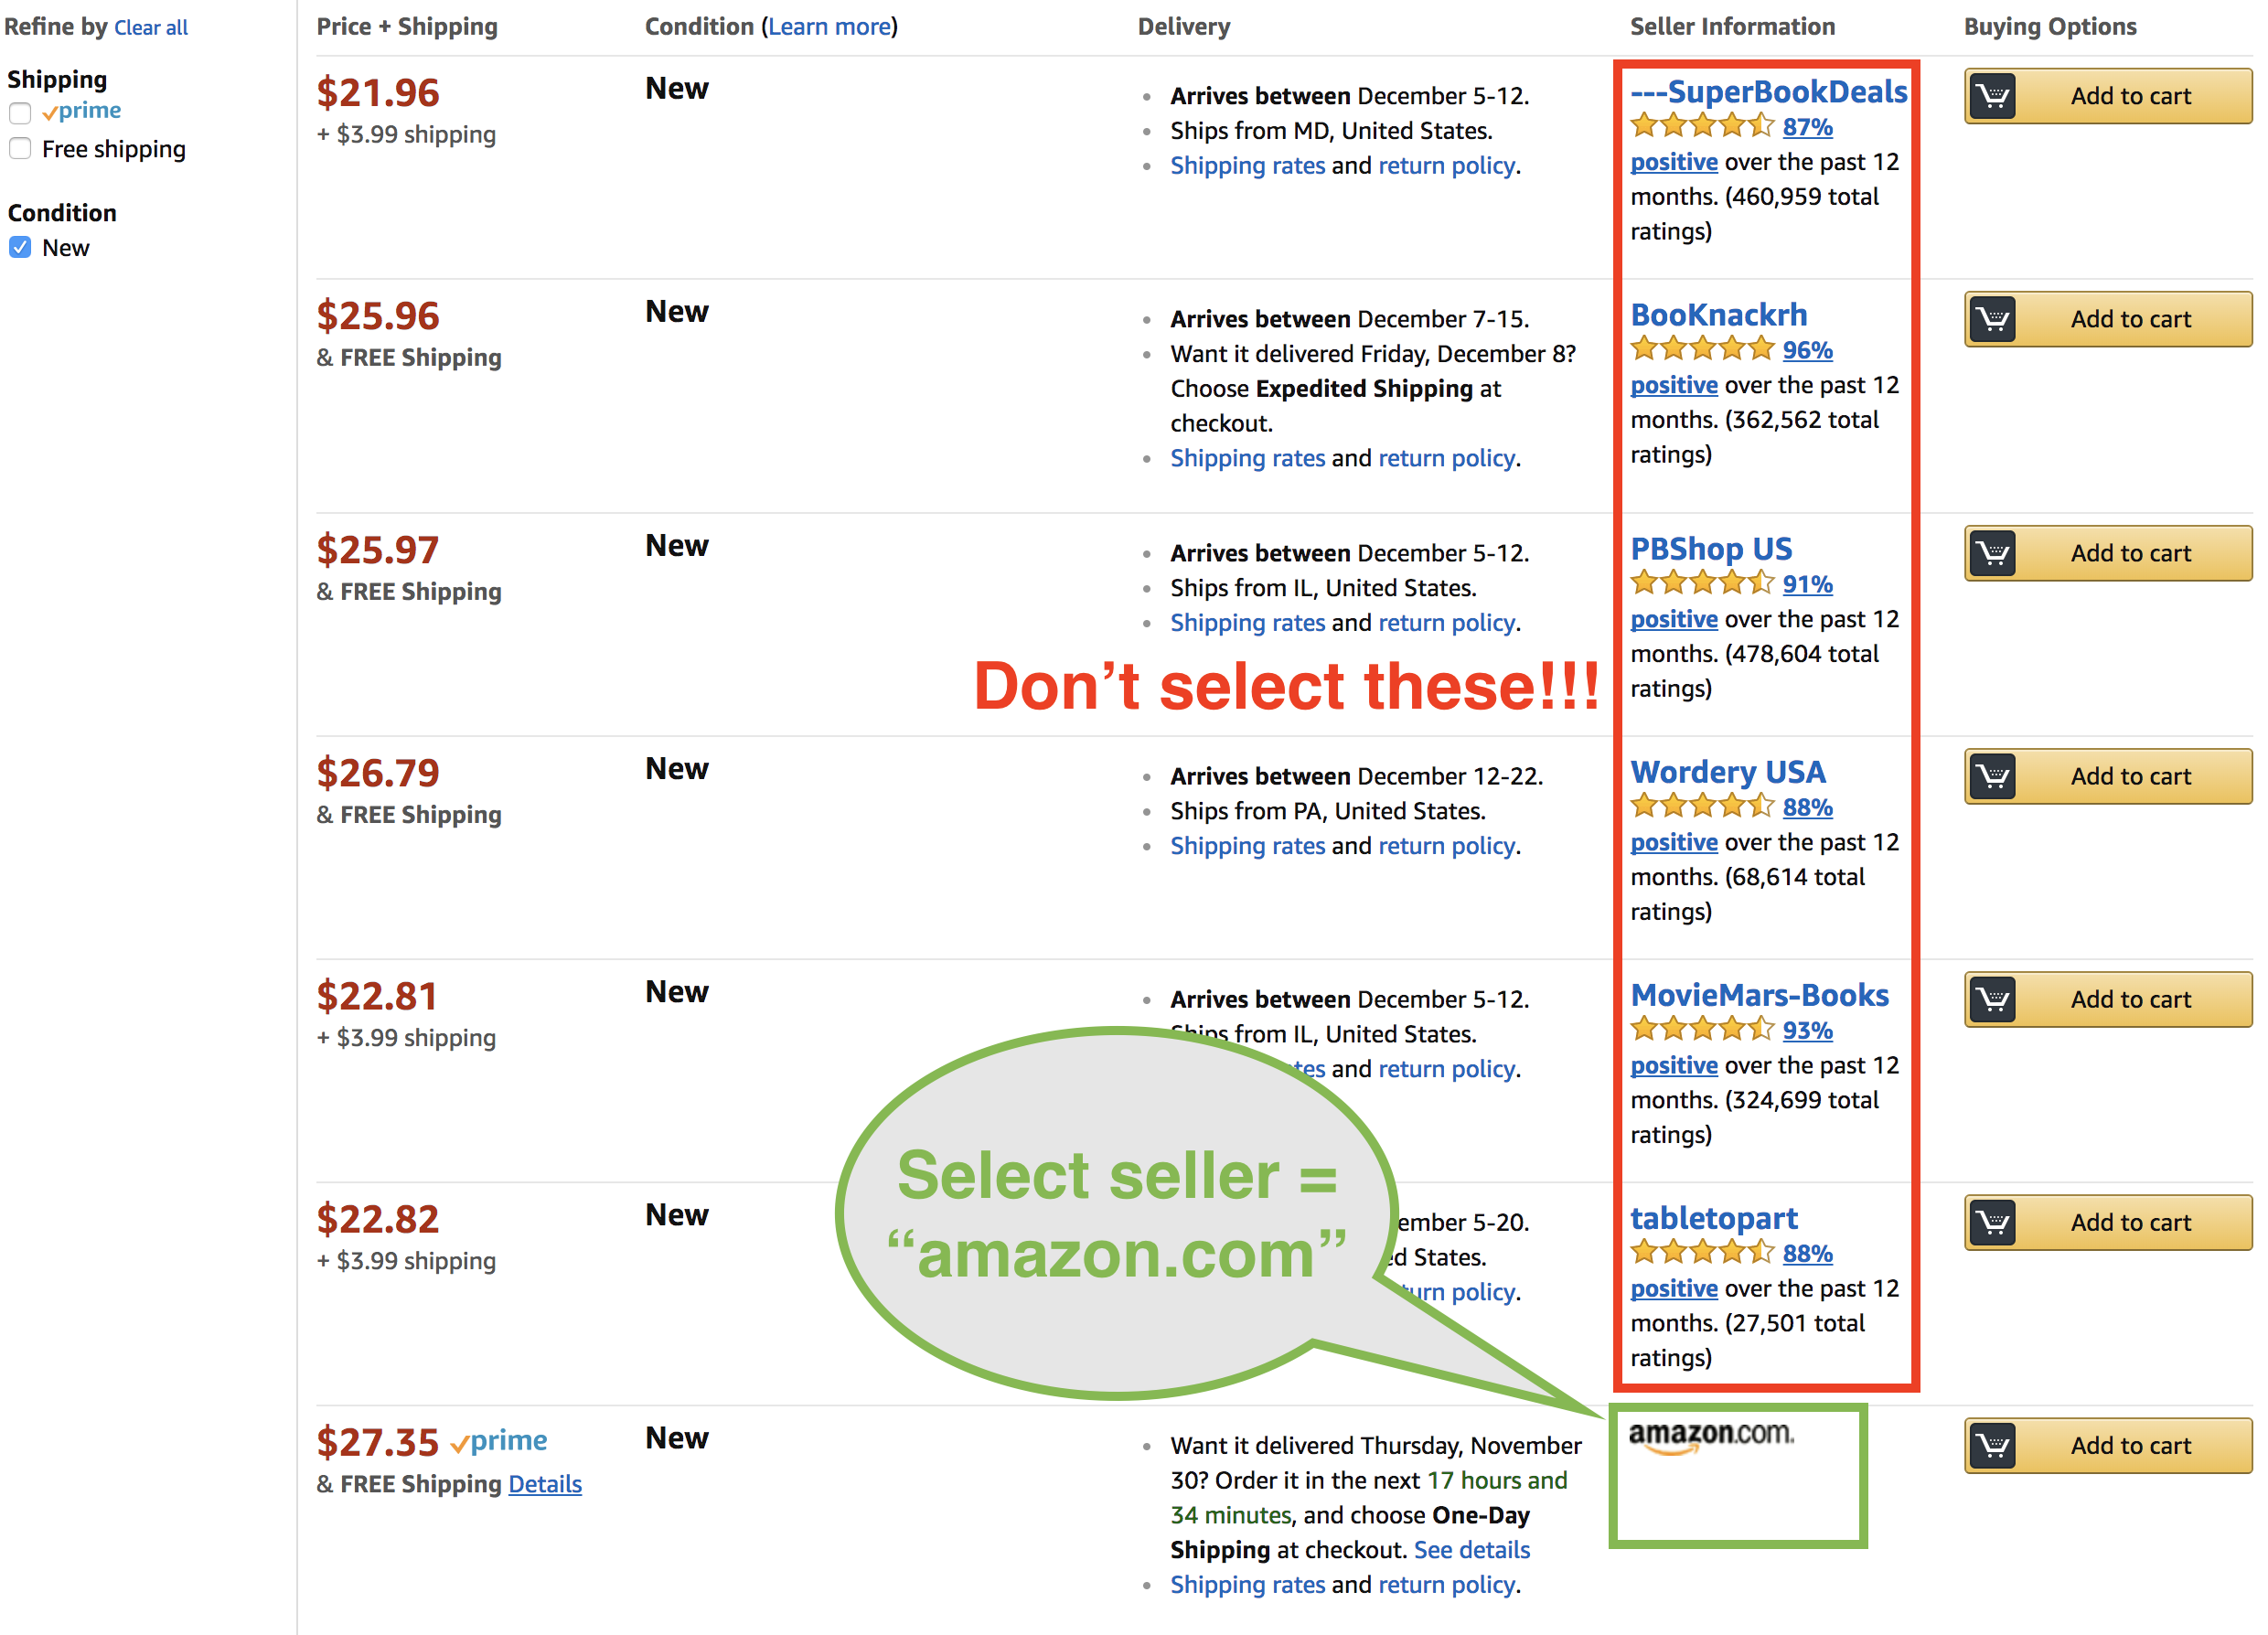 Refine by Clear all
Shipping
prime
Free shipping
Condition
New
Price + Shipping
Condition (Learn more)
Delivery
Seller Information
Buying Options
$21.96
+ $3.99 shipping
New
Arrives between December 5-12.
Ships from MD, United States.
Shipping rates and return policy.
---SuperBookDeals
87%
positive over the past 12
months. (460,959 total
ratings)
Add to cart
$25.96
& FREE Shipping
New
Arrives between December 7-15.
Want it delivered Friday, December 8?
Choose Expedited Shipping at
checkout.
Shipping rates and return policy.
BooKnackrh
96%
positive over the past 12
months. (362,562 total
ratings)
Add to cart
$25.97
& FREE Shipping
New
Arrives between December 5-12.
Ships from IL, United States.
Shipping rates and return policy.
PBShop US
91%
positive over the past 12
months. (478,604 total
ratings)
Add to cart
Don’t select these!!!
$26.79
& FREE Shipping
New
Arrives between December 12-22.
Ships from PA, United States.
Shipping rates and return policy.
Wordery USA
88%
positive over the past 12
months. (68,614 total
ratings)
Add to cart
$22.81
+ $3.99 shipping
New
Arrives between December 5-12.
Ships from IL, United States.
and return policy.
MovieMars-Books
93%
positive over the past 12
months. (324,699 total
ratings)
Add to cart
Select seller =
“amazon.com”
$22.82
+ $3.99 shipping
New
5-20.
States.
policy.
tabletopart
88%
positive over the past 12
months. (27,501 total
ratings)
Add to cart
$27.35 prime
& FREE Shipping Details
New
Want it delivered Thursday, November
30? Order it in the next 17 hours and
34 minutes, and choose One-Day
Shipping at checkout. See details
Shipping rates and return policy.
amazon.com.
Add to cart